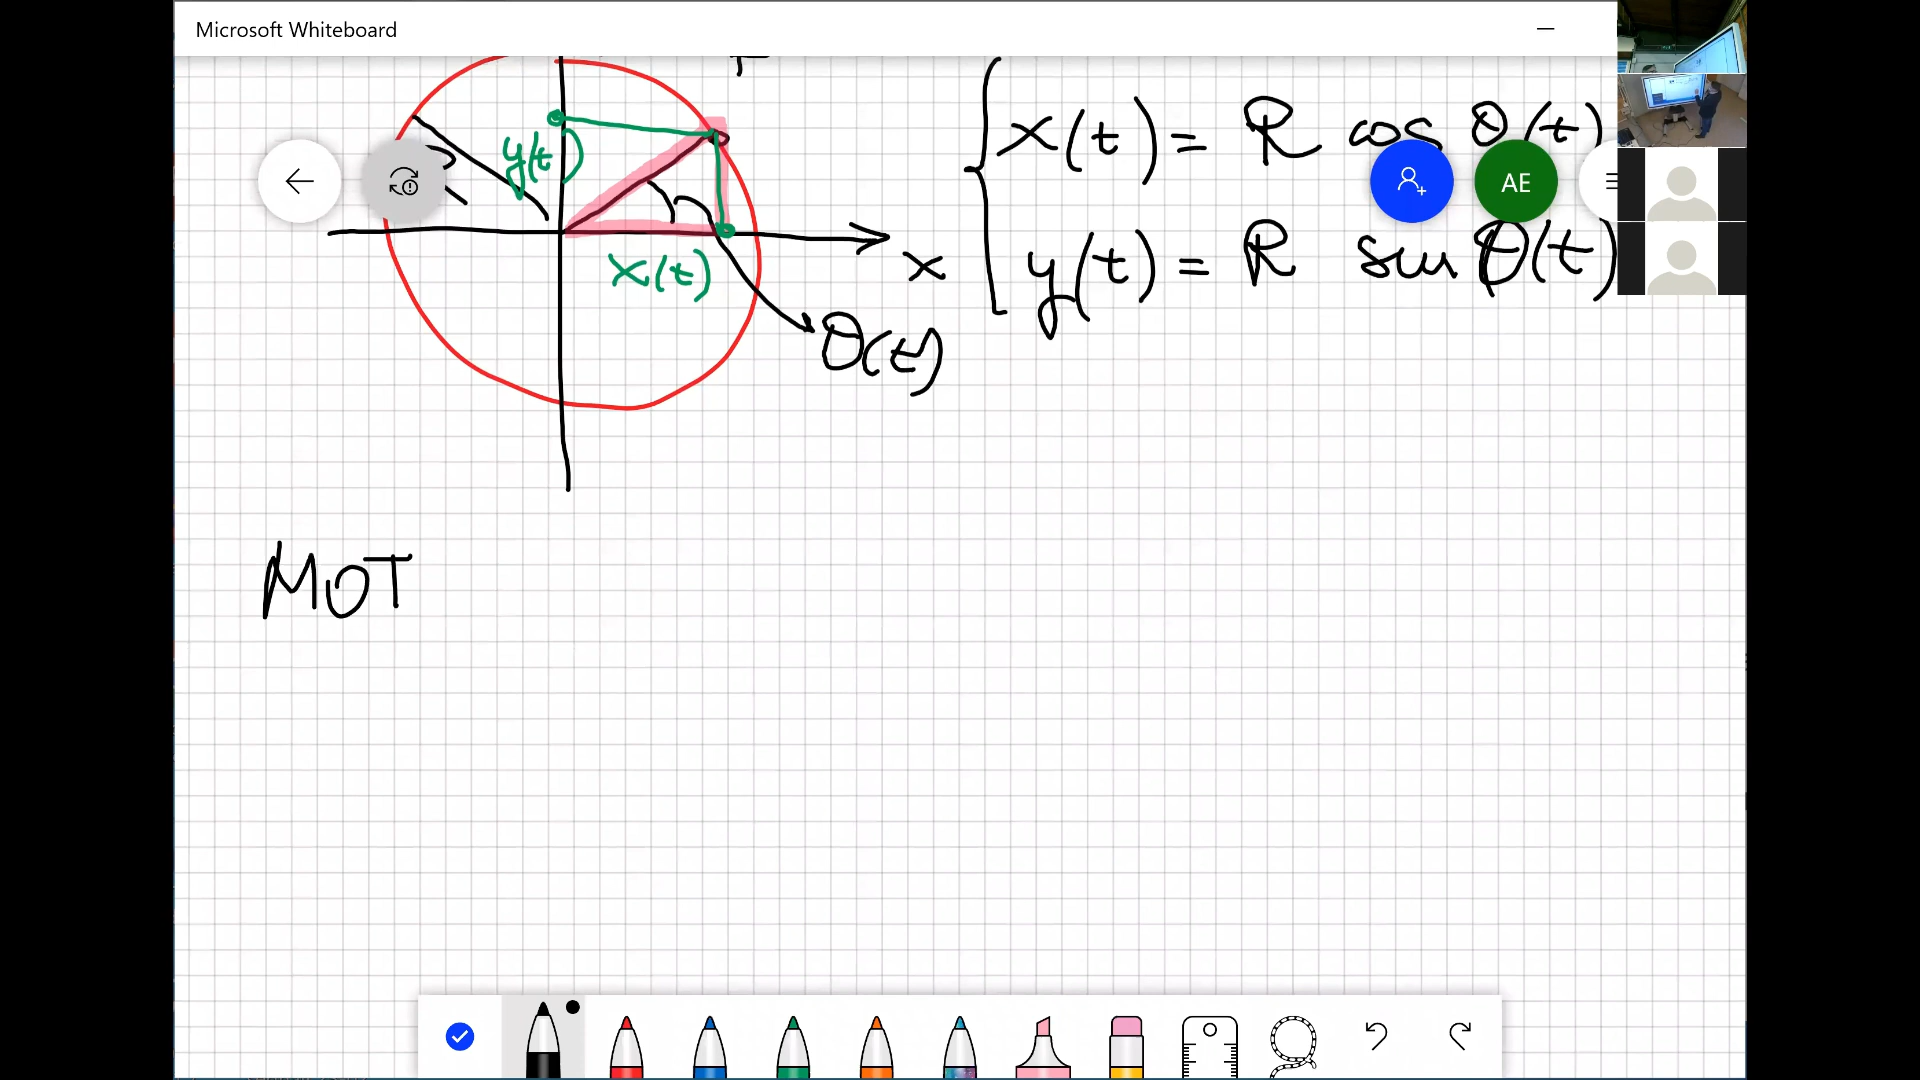 Microsoft Whiteboard
x(t) = R cos θ(t)
y(t)
AE
x
y(t) = R sin θ(t)
x(t)
θ(t)
MOT